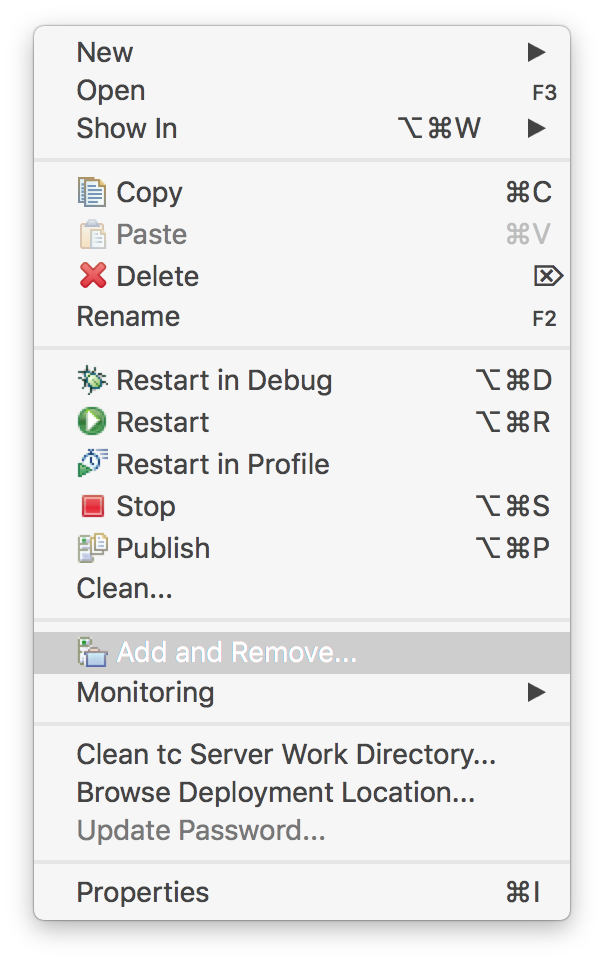 New
Open F3
Show In ⌥⌘W
Copy ⌘C
Paste ⌘V
Delete ⌦
Rename F2
Restart in Debug ⌥⌘D
Restart ⌥⌘R
Restart in Profile
Stop ⌥⌘S
Publish ⌥⌘P
Clean...
Add and Remove...
Monitoring
Clean tc Server Work Directory...
Browse Deployment Location...
Update Password...
Properties ⌘I